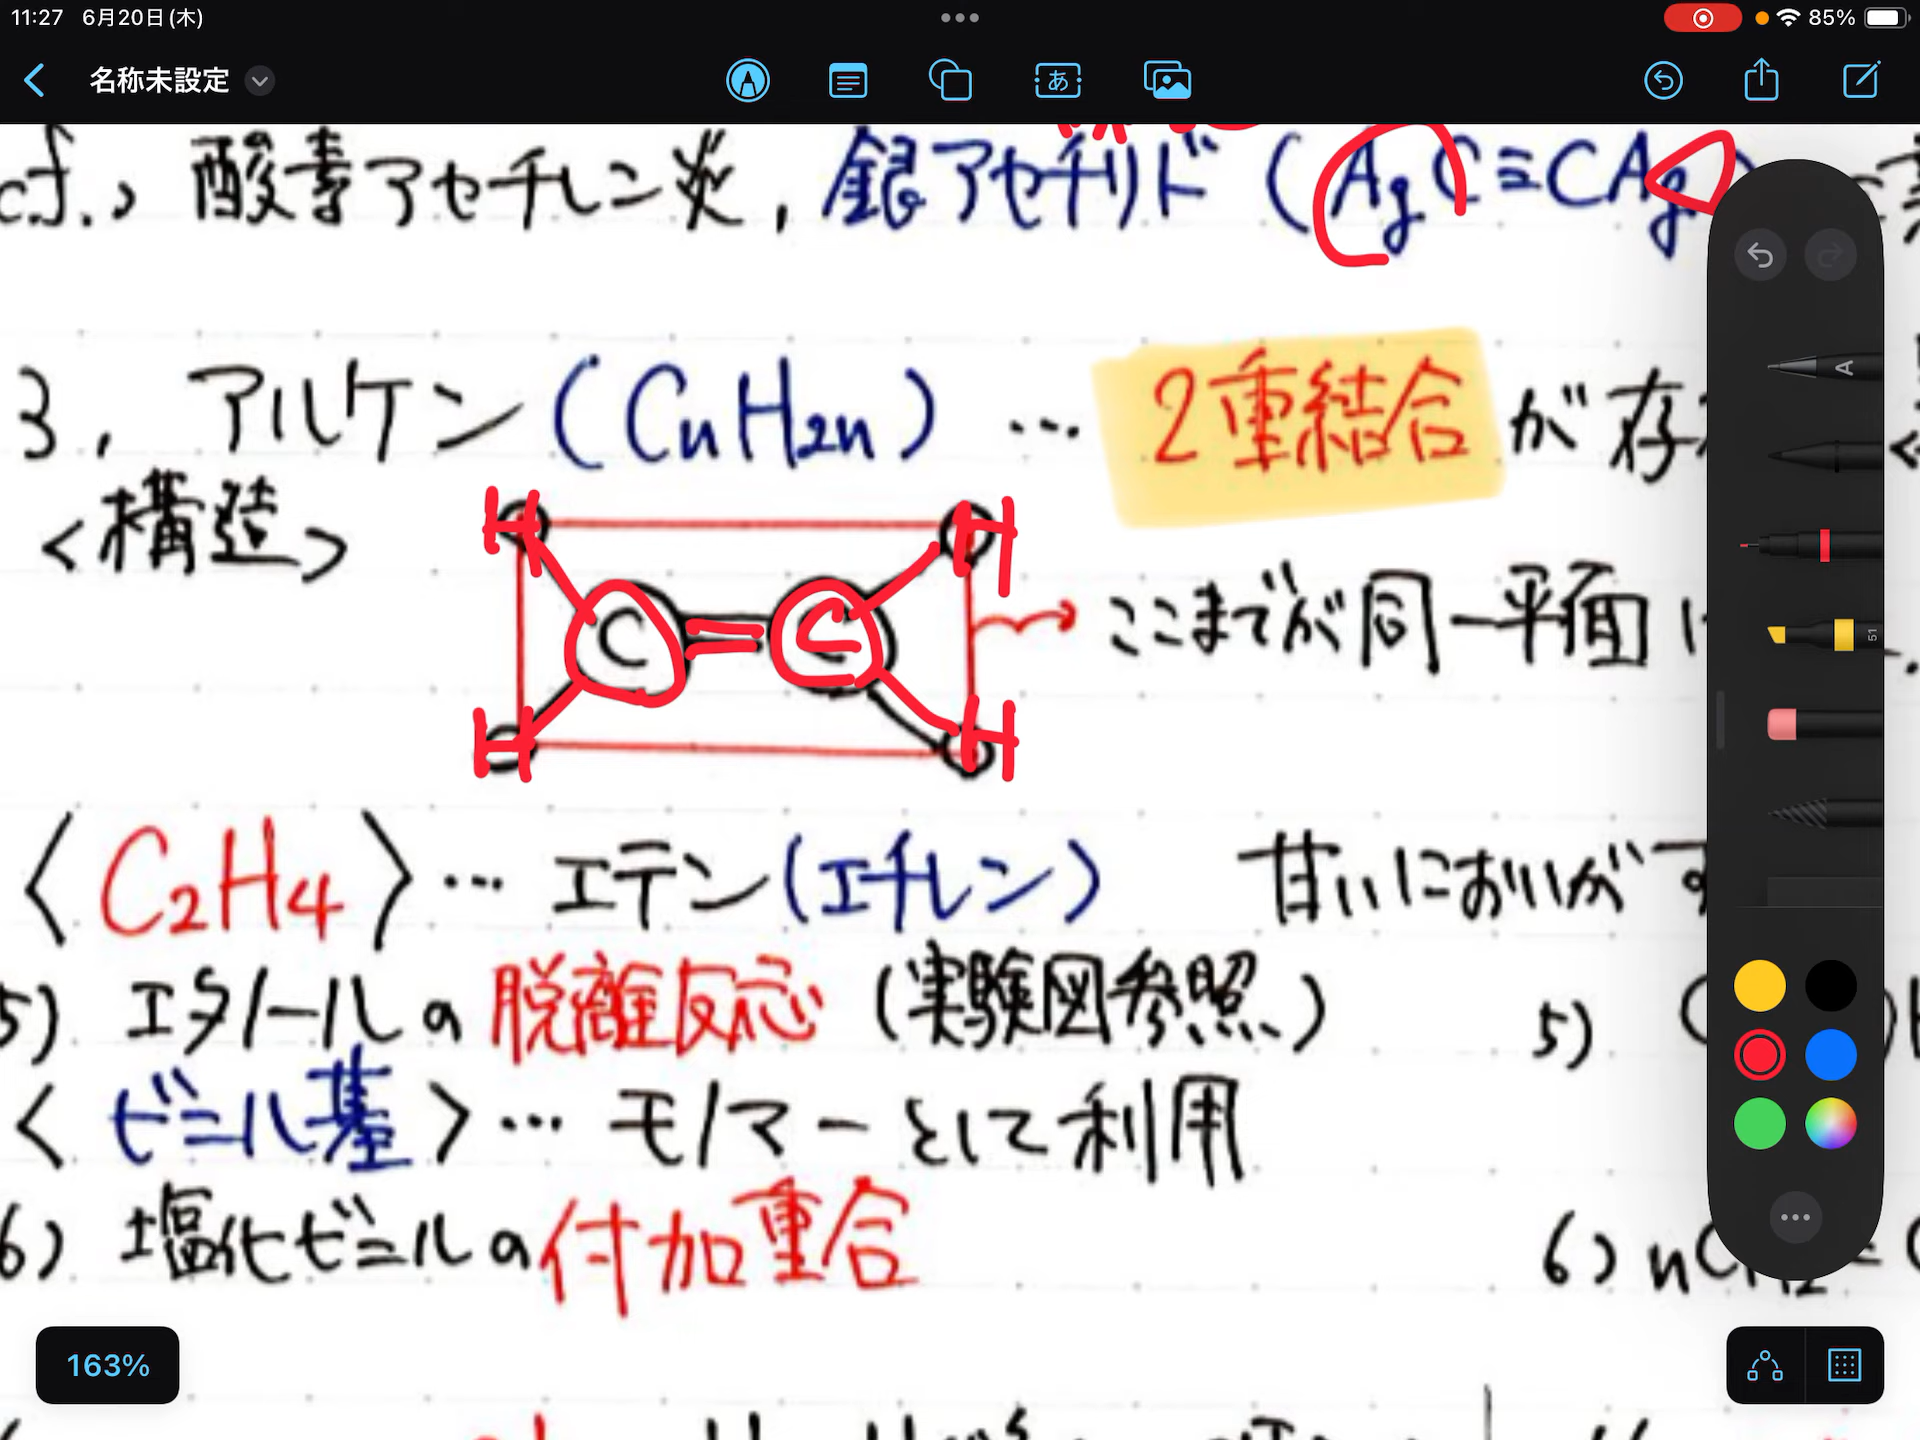 11:27 6月20日(木)
85%
名称未設定
あ
cf.、酸素アセチレン炎, 銀アセチリド (AgC≡CAg)
3. アルケン (CnH2n) … 2重結合 が 存
<構造>
H H
C = C
H H
ここまでが同一平面
〈C2H4〉… エテン (エチレン) 甘いにおいがす
5) エタノールの 脱離反応 (実験図参照) 5)
<ビニル基>… モノマーとして利用
6) 塩化ビニルの付加重合 6) nCH2=
A
51
163%